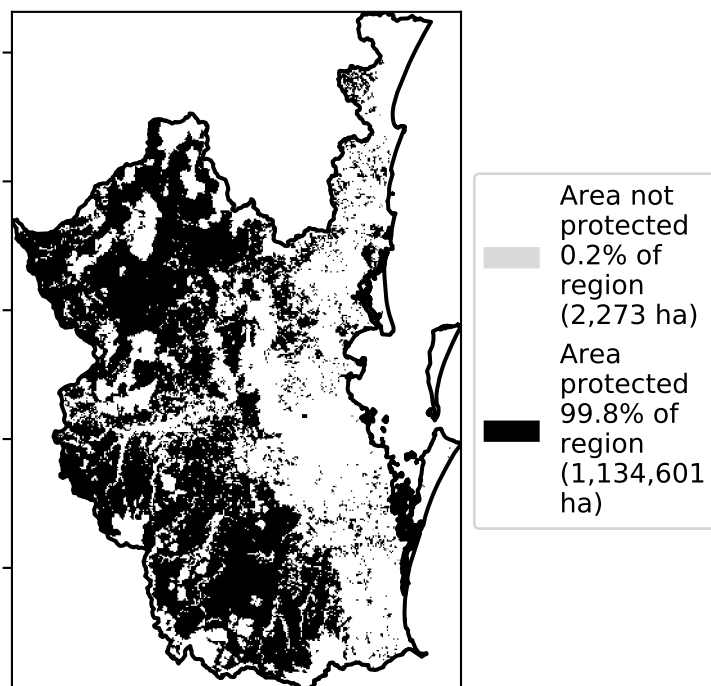 Area not
protected
0.2% of
region
(2,273 ha)
Area
protected
99.8% of
region
(1,134,601
ha)